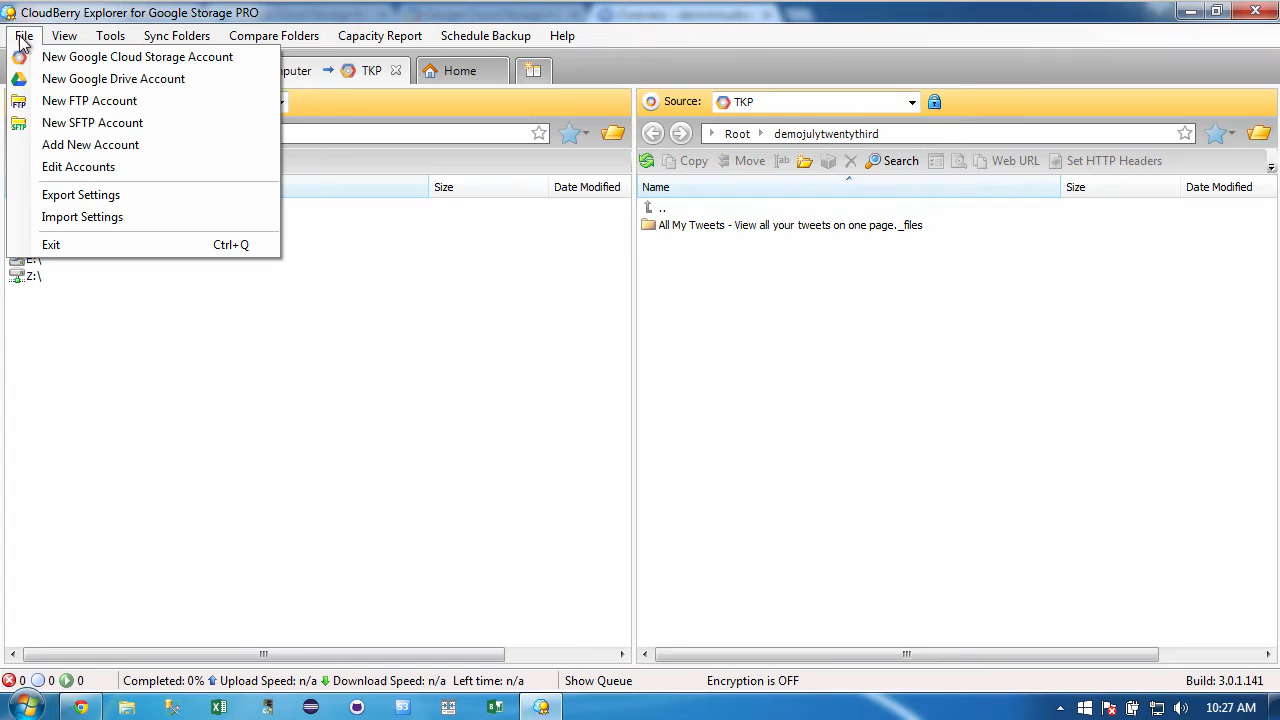 CloudBerry Explorer for Google Storage PRO
File View Tools Sync Folders Compare Folders Capacity Report Schedule Backup Help
New Google Cloud Storage Account
New Google Drive Account
New FTP Account
New SFTP Account
Add New Account
Edit Accounts
Export Settings
Import Settings
Exit Ctrl+Q
FTP
SFTP
TKP
Home
Source: TKP
Root demojulytwentythird
Copy Move Search Web URL Set HTTP Headers
Size Date Modified
Name Size Date Modified
..
All My Tweets - View all your tweets on one page._files
E:\
Z:\
0 0 0 Completed: 0% Upload Speed: n/a Download Speed: n/a Left time: n/a Show Queue Encryption is OFF Build: 3.0.1.141
10:27 AM